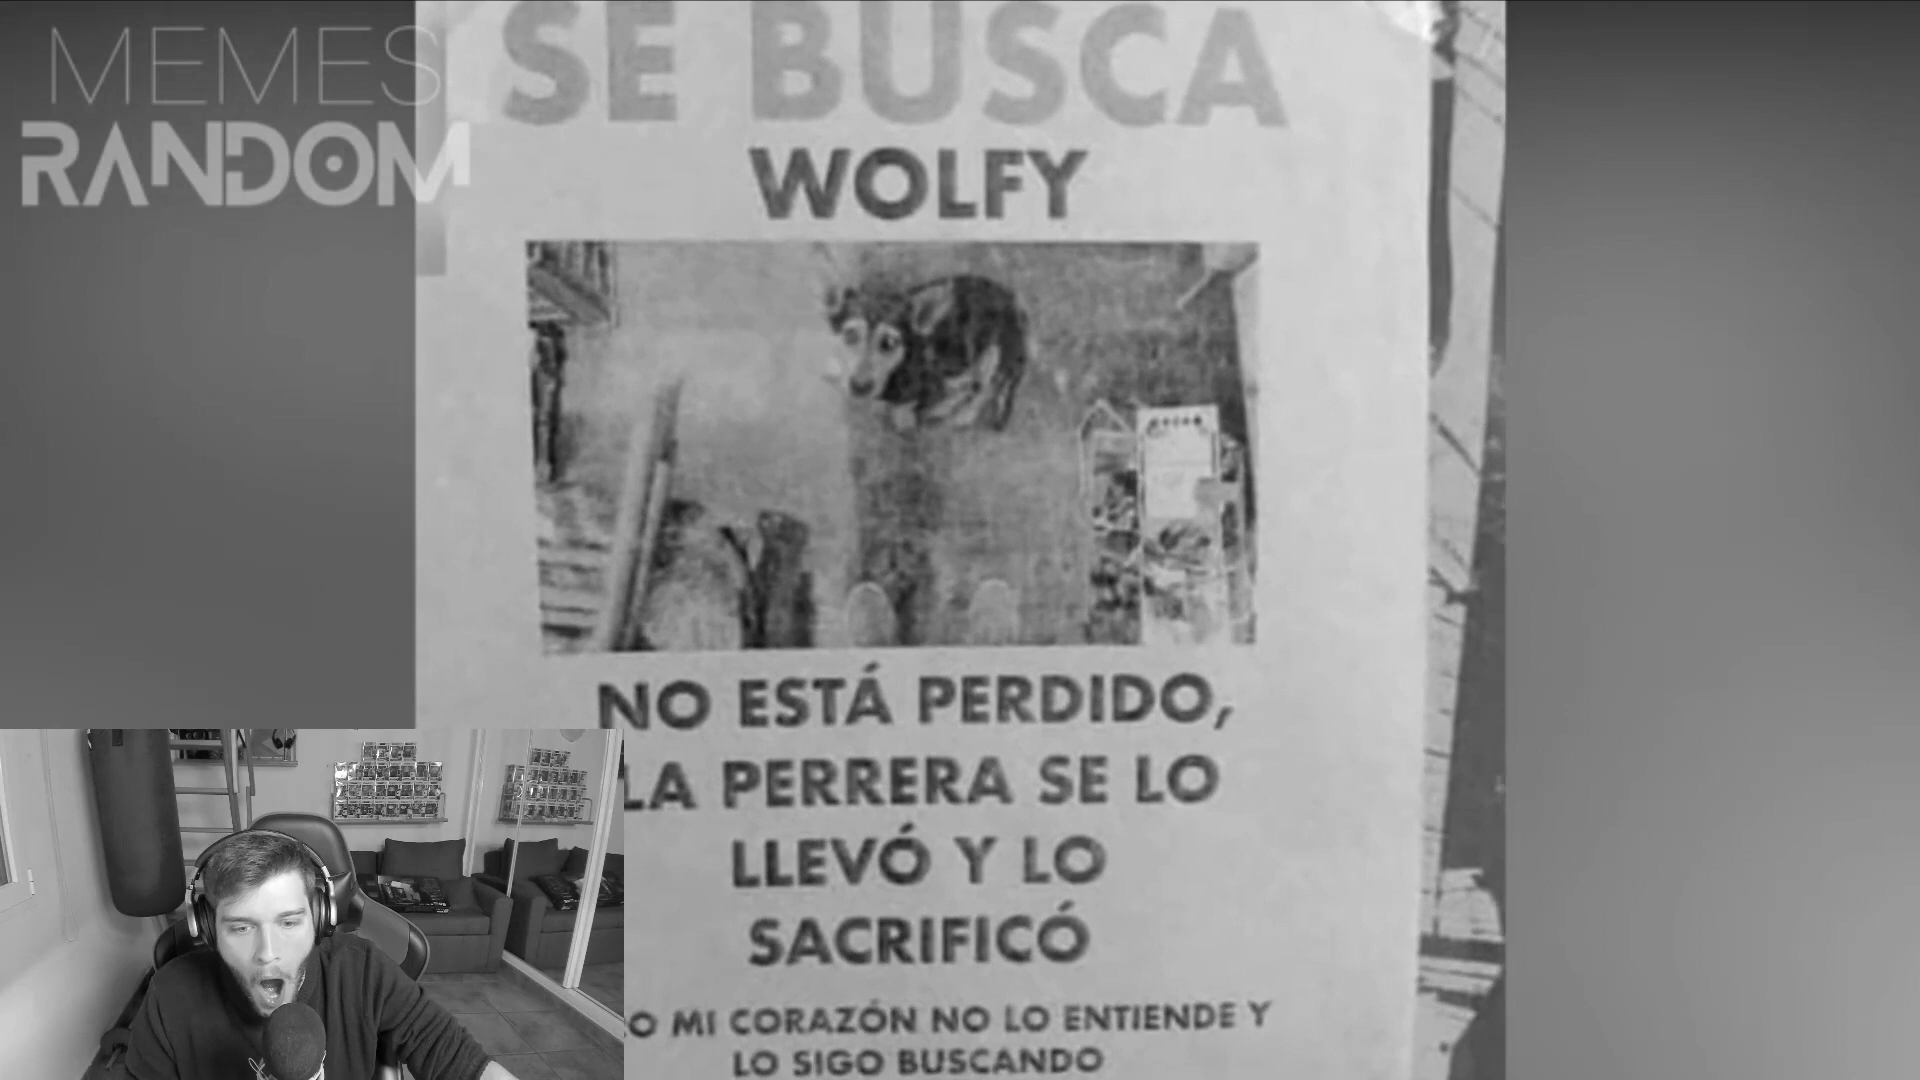 MEMES
RANDOM
SE BUSCA
WOLFY
NO ESTÁ PERDIDO,
LA PERRERA SE LO
LLEVÓ Y LO
SACRIFICÓ
O MI CORAZÓN NO LO ENTIENDE Y
LO SIGO BUSCANDO